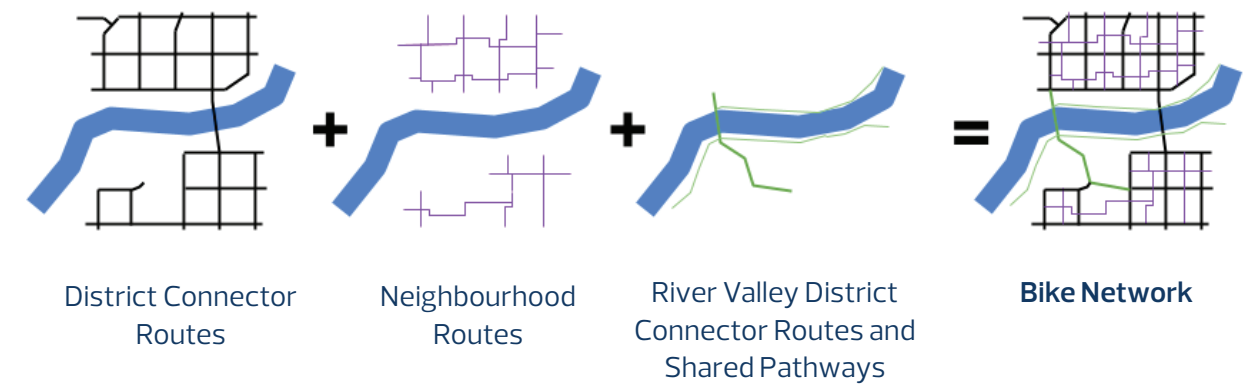 District Connector
Routes
Neighbourhood
Routes
River Valley District
Connector Routes and
Shared Pathways
Bike Network